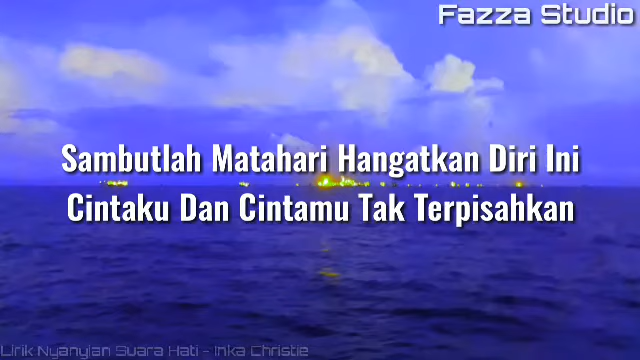 Fazza Studio
Sambutlah Matahari Hangatkan Diri Ini
Cintaku Dan Cintamu Tak Terpisahkan
Lirik Nyanyian Suara Hati - Inka Christie